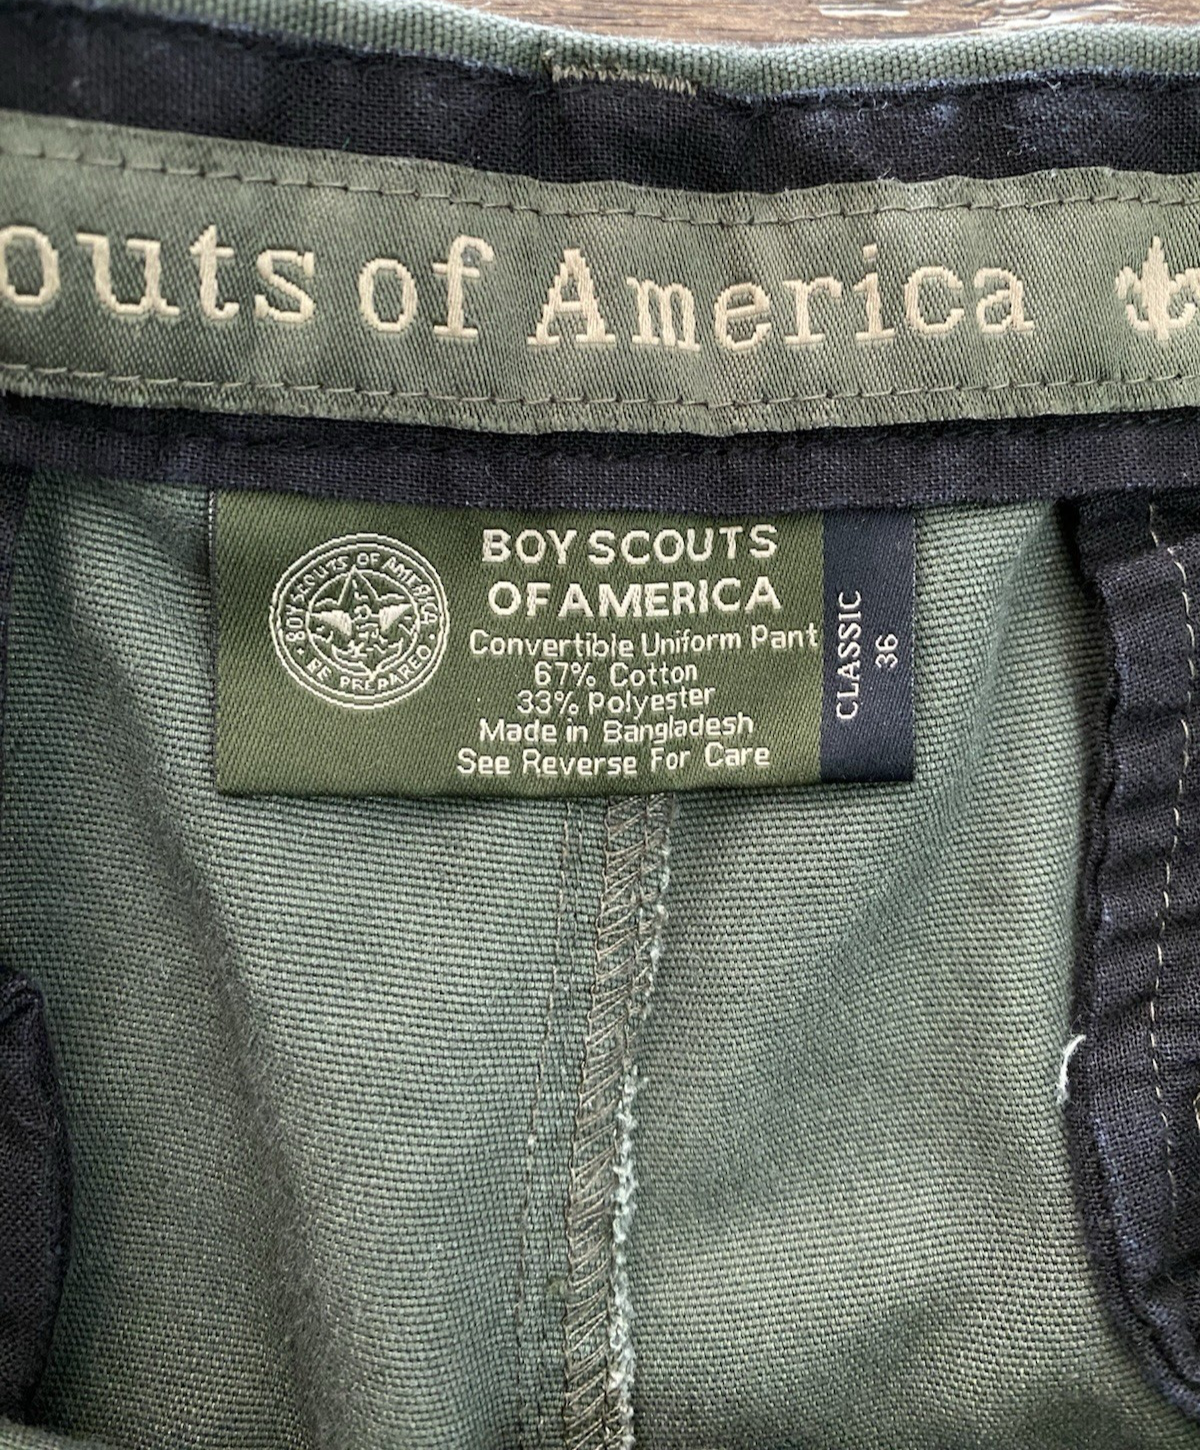 outs of America
BOY SCOUTS OF AMERICA
BE PREPARED
BOY SCOUTS
OF AMERICA
Convertible Uniform Pant
67% Cotton
33% Polyester
Made in Bangladesh
See Reverse For Care
CLASSIC
36